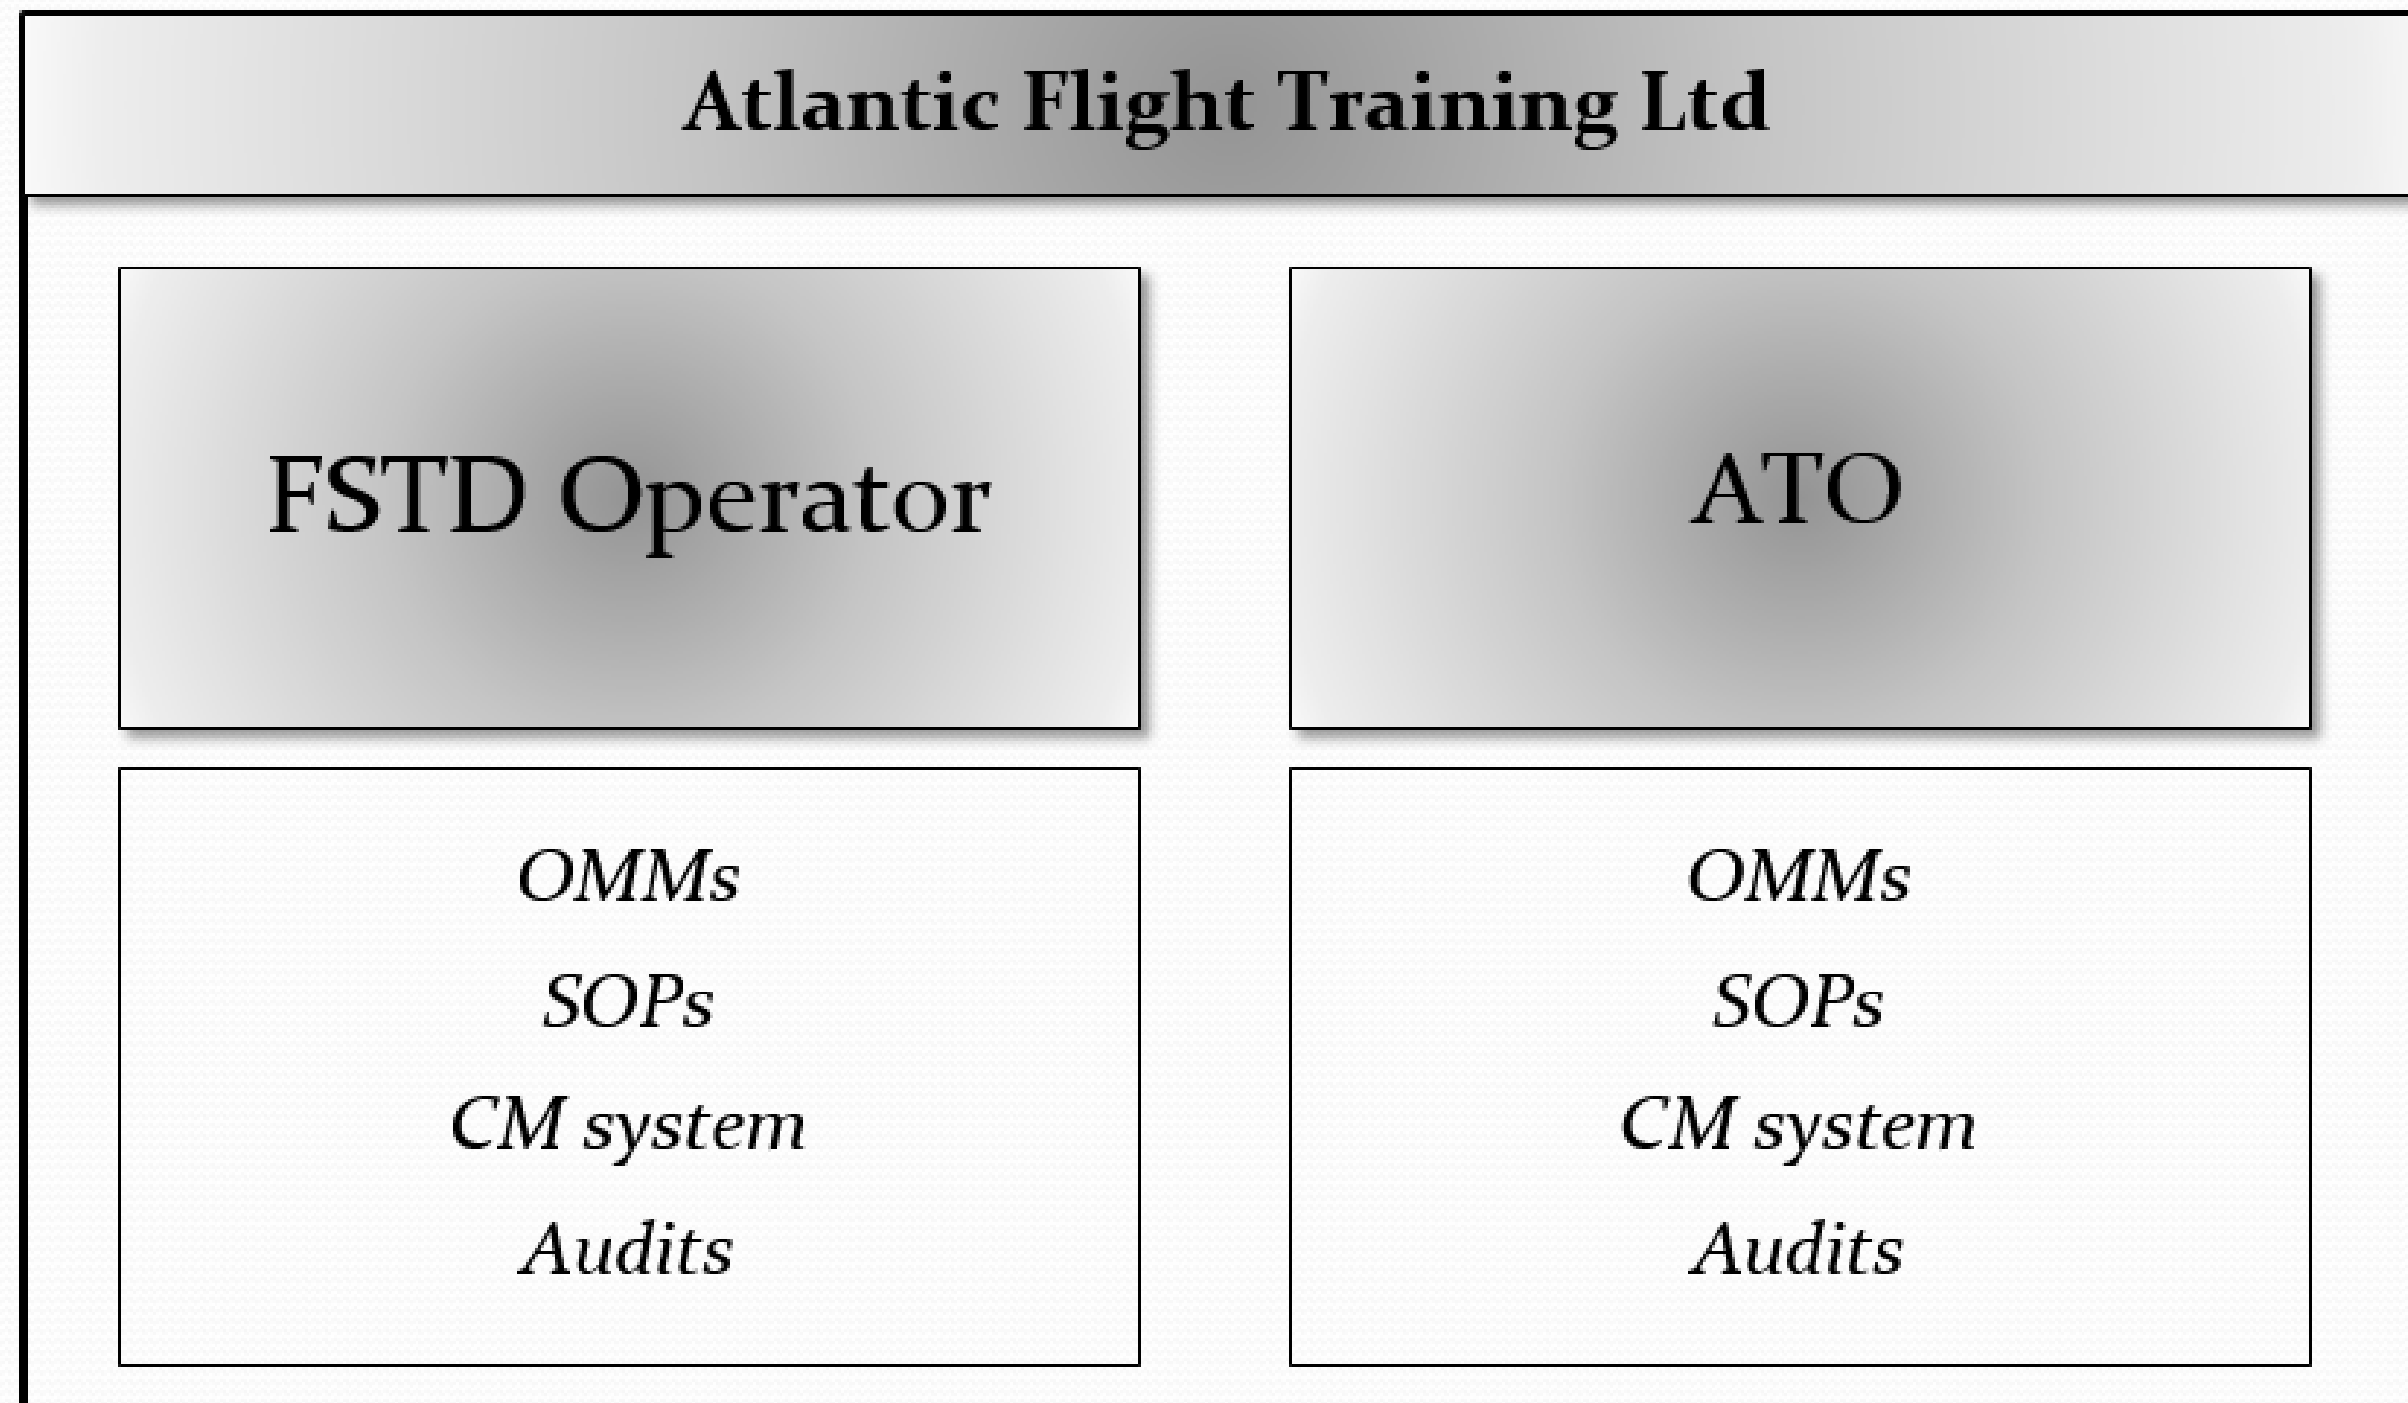 Atlantic Flight Training Ltd
FSTD Operator
OMMs
SOPs
CM system
Audits
ATO
OMMs
SOPs
CM system
Audits